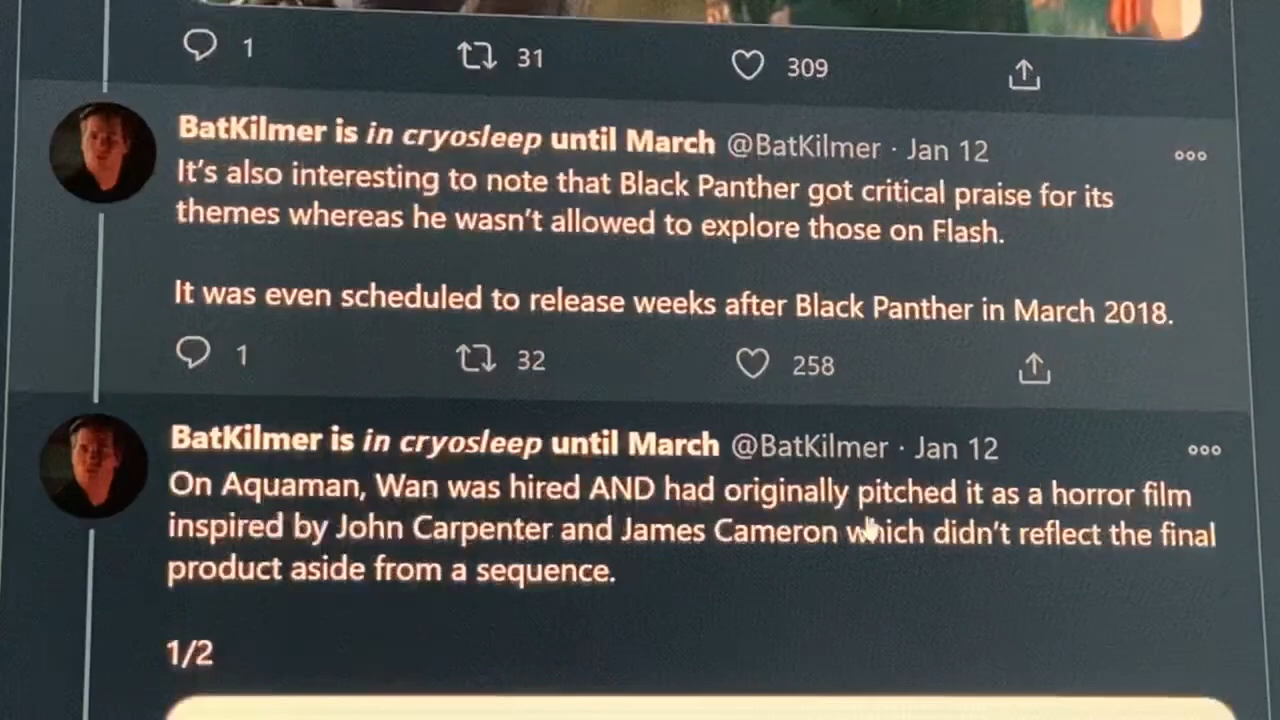 1 31 309
BatKilmer is in cryosleep until March @BatKilmer · Jan 12
It's also interesting to note that Black Panther got critical praise for its
themes whereas he wasn't allowed to explore those on Flash.
It was even scheduled to release weeks after Black Panther in March 2018.
1 32 258
BatKilmer is in cryosleep until March @BatKilmer · Jan 12
On Aquaman, Wan was hired AND had originally pitched it as a horror film
inspired by John Carpenter and James Cameron which didn't reflect the final
product aside from a sequence.
1/2